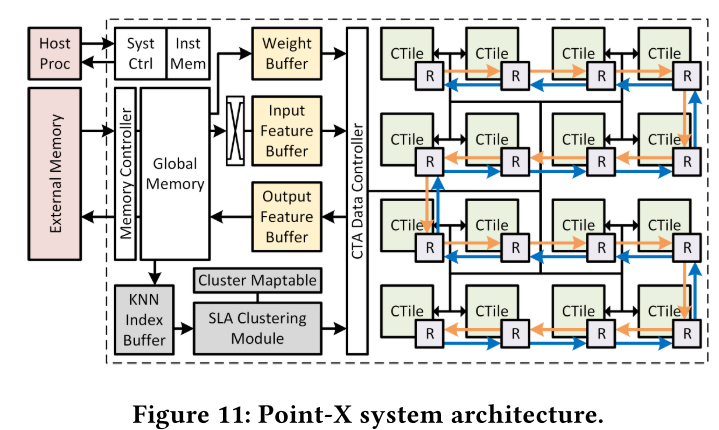 Host
Proc
Syst
Ctrl
Inst
Mem
Weight
Buffer
External Memory
Memory Controller
Global
Memory
Input
Feature
Buffer
Output
Feature
Buffer
KNN
Index
Buffer
Cluster Maptable
SLA Clustering
Module
CTA Data Controller
CTile
CTile
CTile
CTile
R
R
R
R
CTile
CTile
CTile
CTile
R
R
R
R
CTile
CTile
CTile
CTile
R
R
R
R
CTile
CTile
CTile
CTile
R
R
R
R
Figure 11: Point-X system architecture.